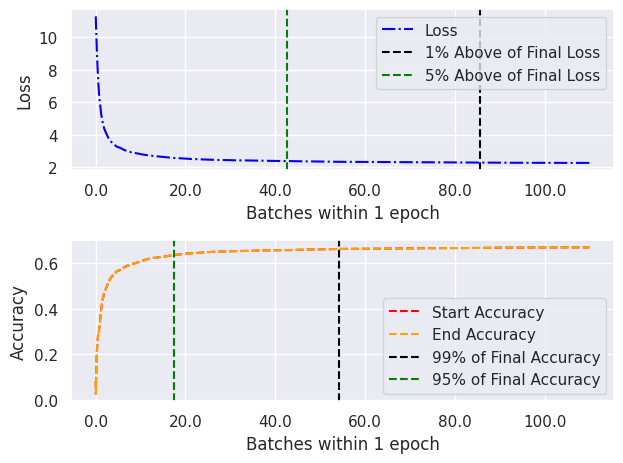 10
8
6
4
2
Loss
Loss
1% Above of Final Loss
5% Above of Final Loss
0.0 20.0 40.0 60.0 80.0 100.0
Batches within 1 epoch
0.6
0.4
0.2
0.0
Accuracy
Start Accuracy
End Accuracy
99% of Final Accuracy
95% of Final Accuracy
0.0 20.0 40.0 60.0 80.0 100.0
Batches within 1 epoch